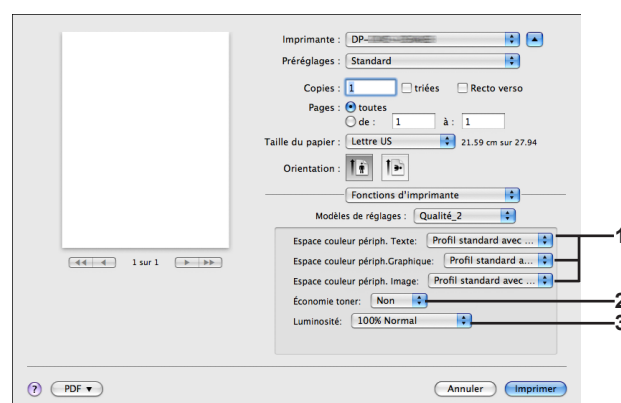 Imprimante : DP-
Préréglages : Standard
Copies : 1 triées Recto verso
Pages : toutes
de : 1 à : 1
Taille du papier : Lettre US 21.59 cm sur 27.94
Orientation :
Fonctions d'imprimante
Modèles de réglages : Qualité_2
Espace couleur périph. Texte: Profil standard avec ... 1
Espace couleur périph.Graphique: Profil standard a...
1 sur 1
Espace couleur périph. Image: Profil standard avec ...
Économie toner: Non 2
Luminosité: 100% Normal 3
? PDF ▼ Annuler Imprimer